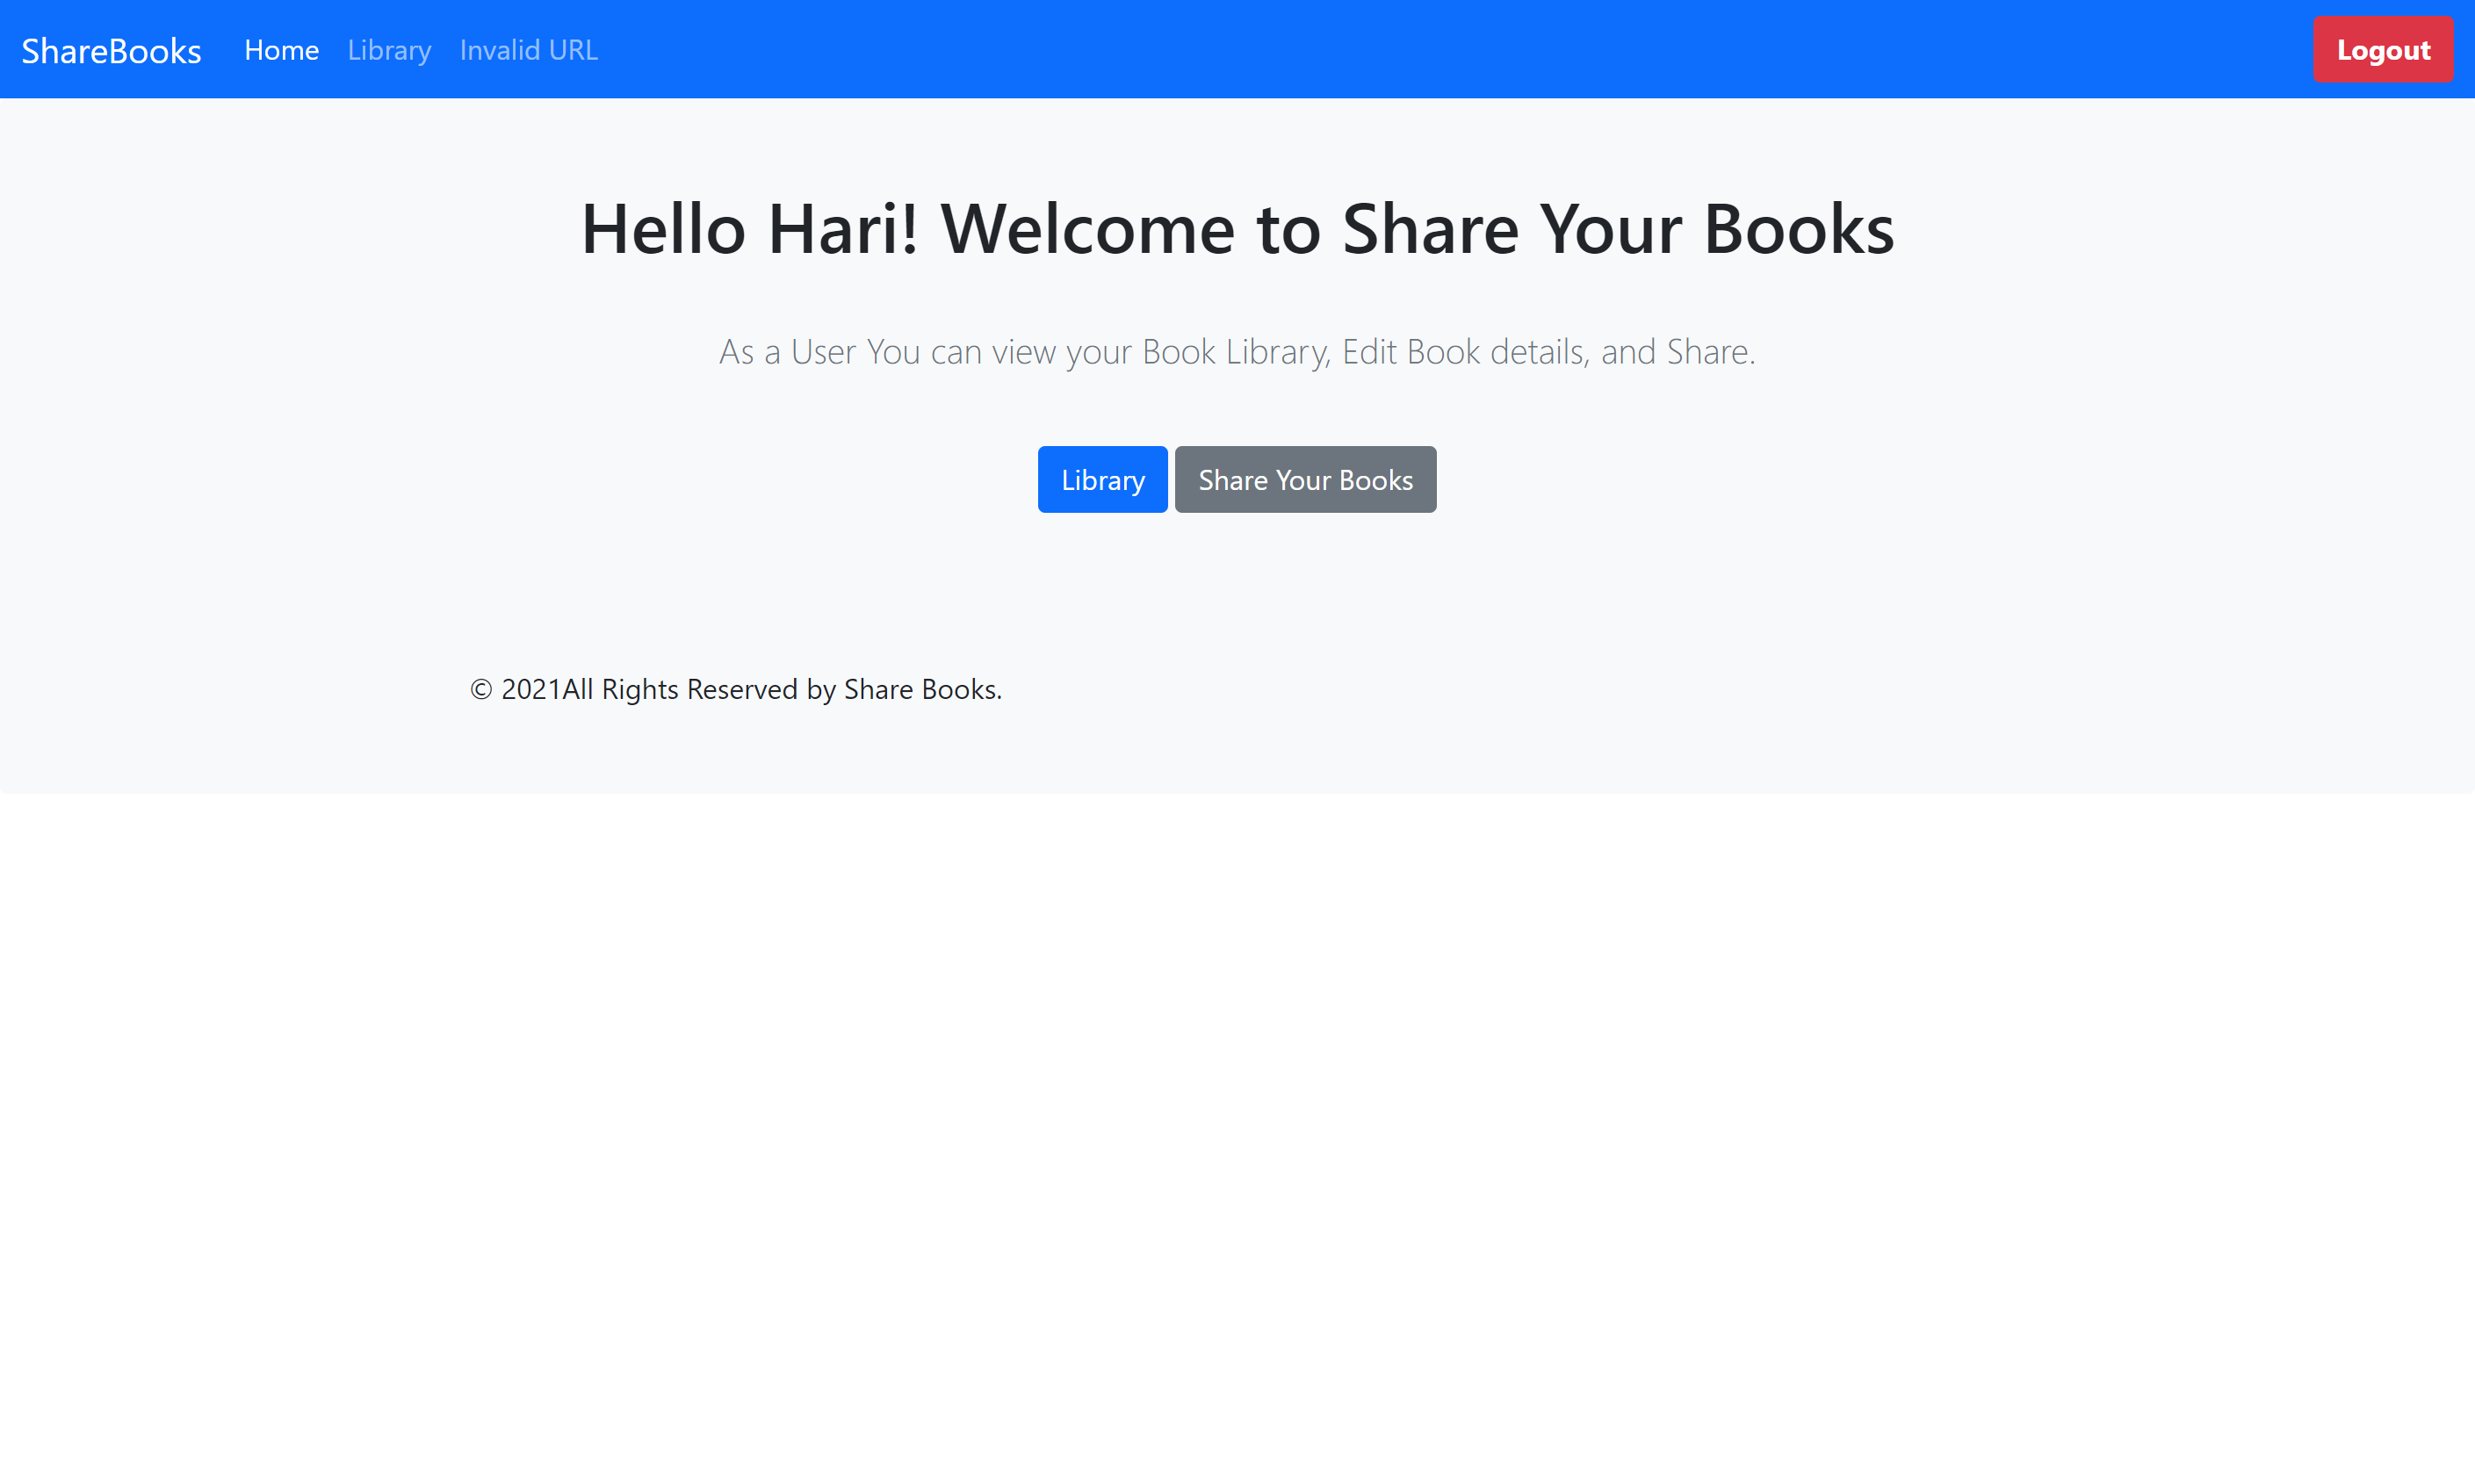 ShareBooks Home Library Invalid URL Logout
Hello Hari! Welcome to Share Your Books
As a User You can view your Book Library, Edit Book details, and Share.
Library Share Your Books
© 2021All Rights Reserved by Share Books.